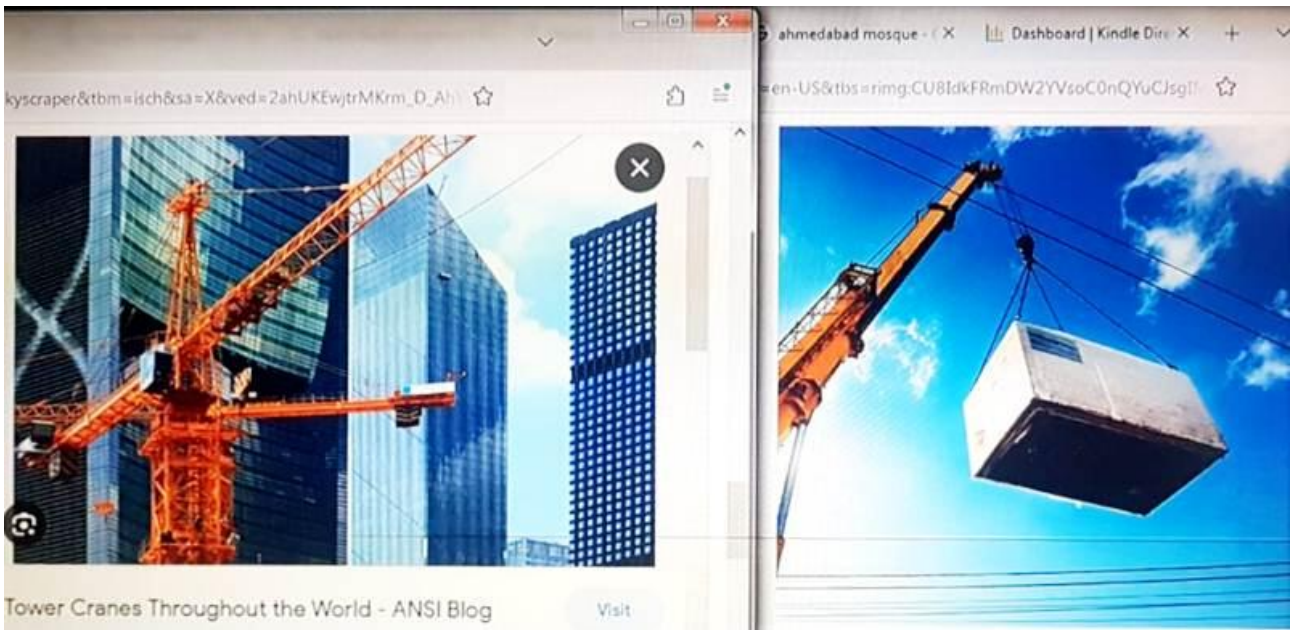 ahmedabad mosque - (
Dashboard | Kindle Dire
kyscraper&tbm=isch&sa=X&ved=2ahUKEwjtrMKrm_D_Ah
=en-US&tbs=rimg:CU8IdkFRmDW2YVsoC0nQYuCJsgI
Tower Cranes Throughout the World - ANSI Blog
Visit